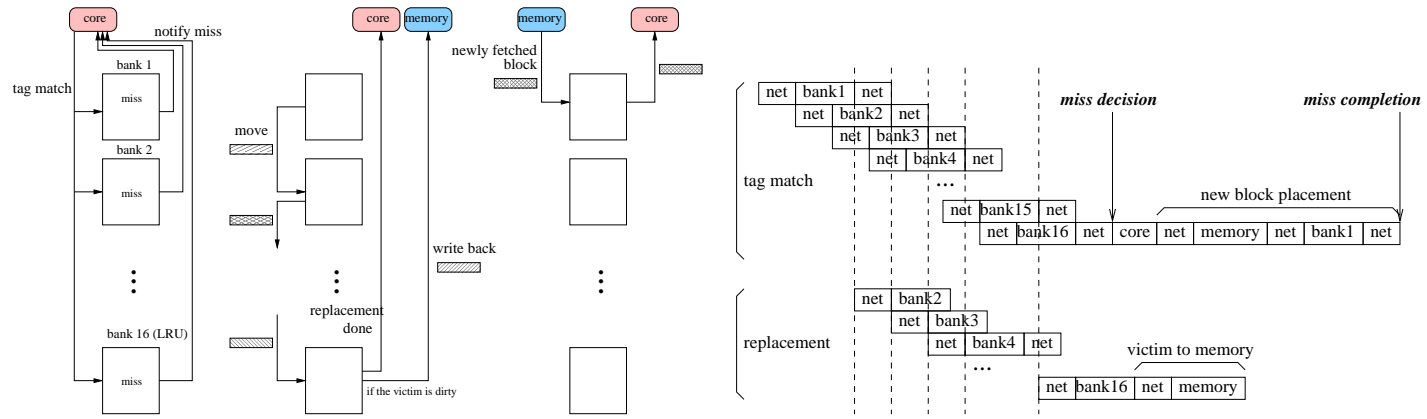 core
notify miss
tag match
bank 1
miss
bank 2
miss
bank 16 (LRU)
miss
core
memory
move
write back
replacement
done
if the victim is dirty
memory
core
newly fetched
block
tag match
net bank1 net
net bank2 net
net bank3 net
net bank4 net
...
net bank15 net
net bank16 net core net memory net bank1 net
miss decision
miss completion
new block placement
replacement
net bank2
net bank3
net bank4 net
...
victim to memory
net bank16 net memory